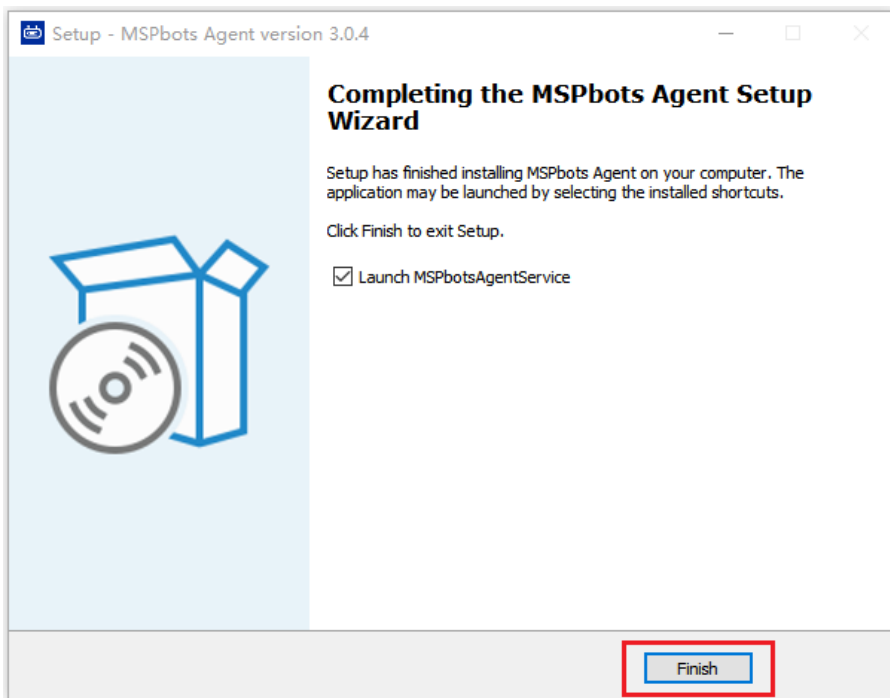 Setup - MSPbots Agent version 3.0.4
Completing the MSPbots Agent Setup
Wizard
Setup has finished installing MSPbots Agent on your computer. The
application may be launched by selecting the installed shortcuts.
Click Finish to exit Setup.
Launch MSPbotsAgentService
Finish